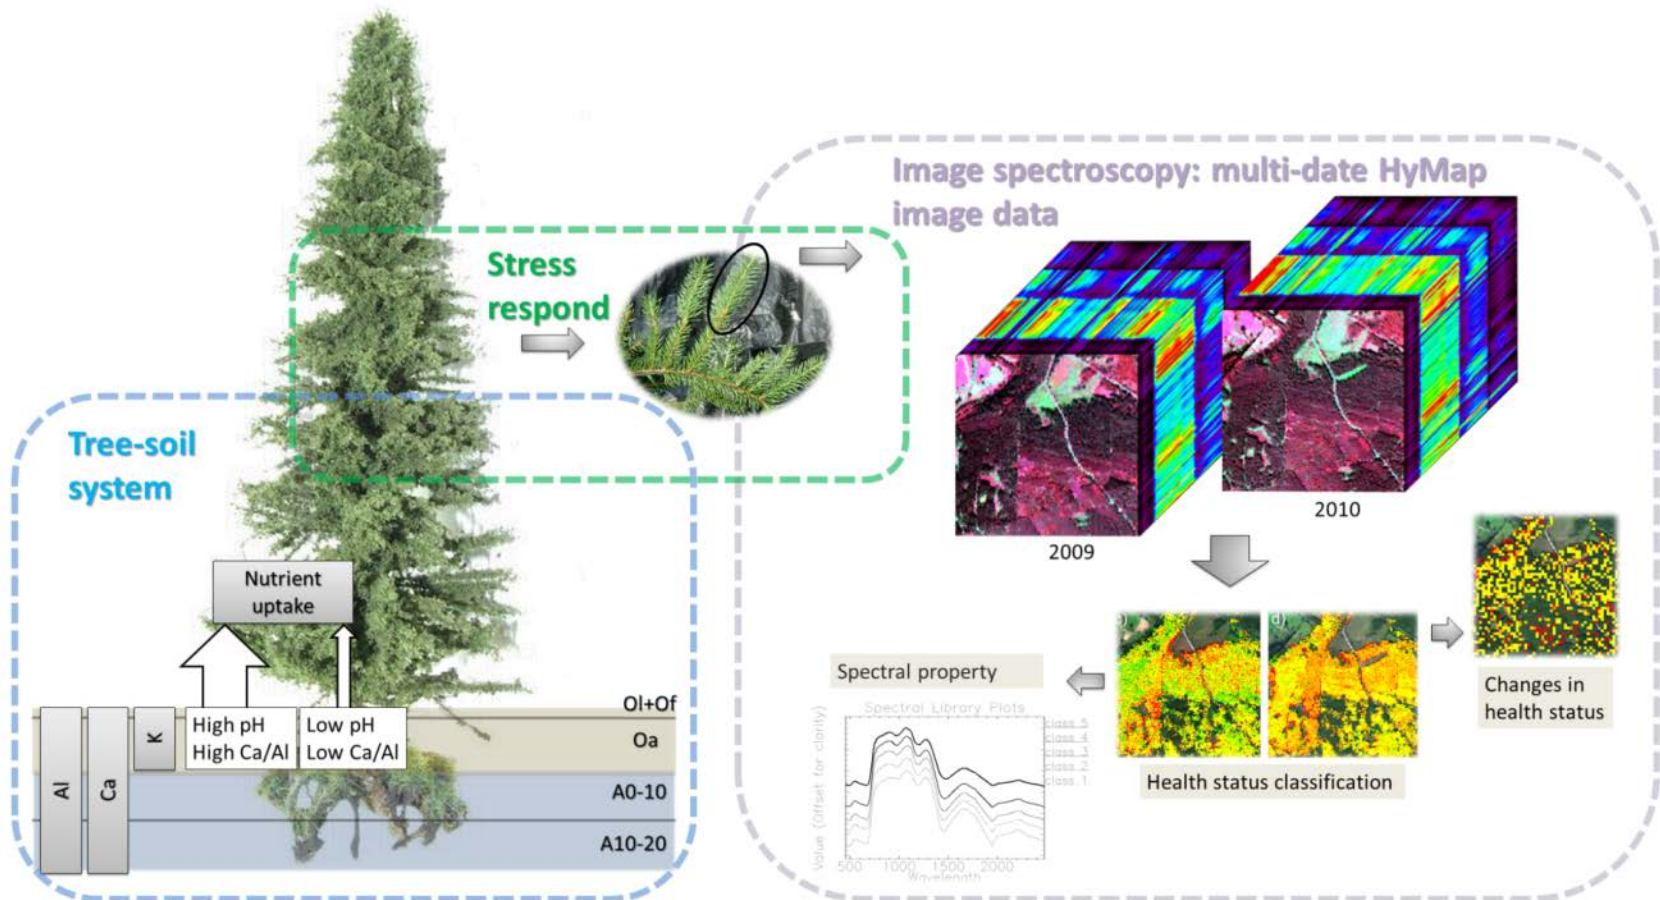 Image spectroscopy: multi-date HyMap
image data
Stress
respond
Tree-soil
system
Nutrient
uptake
High pH
High Ca/Al
Low pH
Low Ca/Al
Al
Ca
K
Ol+Of
Oa
A0-10
A10-20
2009
2010
d)
Changes in
health status
Health status classification
Spectral property
Spectral Library Plots
Value (Offset for clarity)
class 5
class 4
class 3
class 2
class 1
500
1000
1500
2000
Wavelength